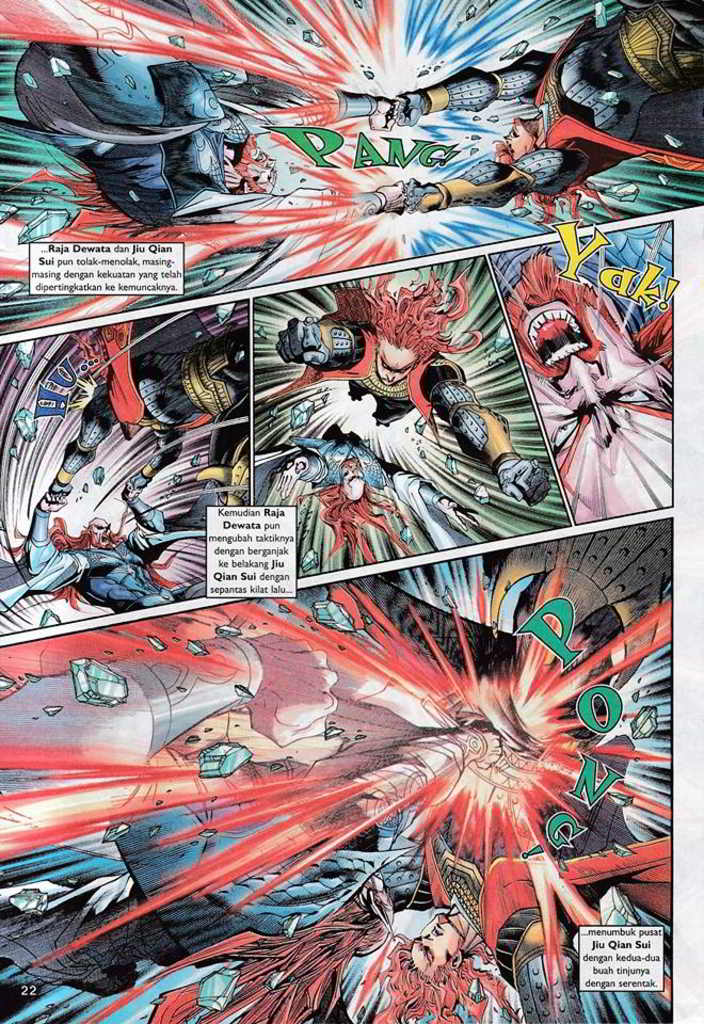 PANG!
...Raja Dewata dan Jiu Qian
Sui pun tolak-menolak, masing-
masing dengan kekuatan yang telah
dipertingkatkan ke kemuncaknya.
Yak!
Kemudian Raja
Dewata pun
mengubah taktiknya
dengan berganjak
ke belakang Jiu
Qian Sui dengan
sepantas kilat lalu...
PONG!
...menumbuk pusat
Jiu Qian Sui
dengan kedua-dua
buah tinjunya
dengan serentak.
22